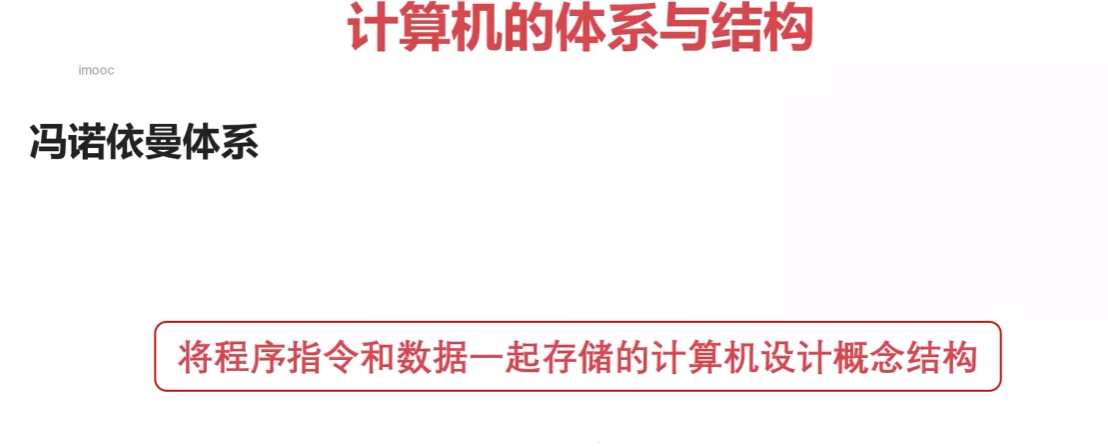 计算机的体系与结构
imooc
冯诺依曼体系
将程序指令和数据一起存储的计算机设计概念结构